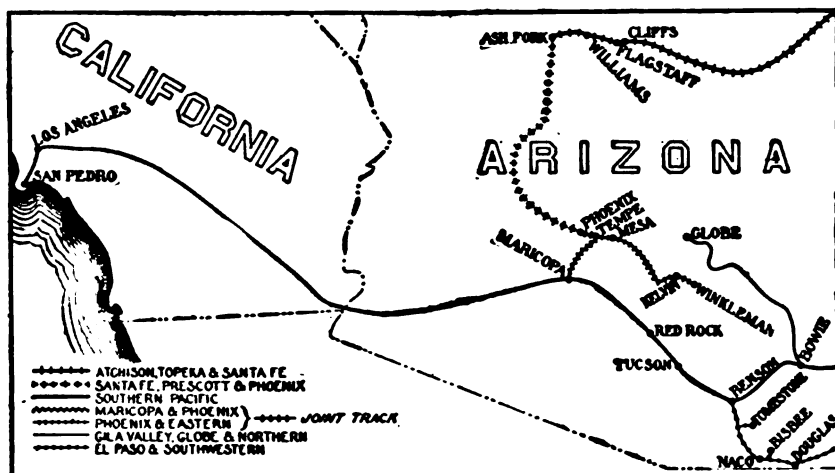 CALIFORNIA
ARIZONA
LOS ANGELES
SAN PEDRO
ASH FORK
WILLIAMS
CLIFFS
FLAGSTAFF
PHOENIX
TEMPE
MESA
MARICOPA
GLOBE
KELVIN
WINKLEMAN
RED ROCK
TUCSON
BENSON
BOWIE
TOMBSTONE
BISBEE
NACO
DOUGLAS
ATCHISON, TOPEKA & SANTA FE
SANTA FE, PRESCOTT & PHOENIX
SOUTHERN PACIFIC
MARICOPA & PHOENIX
PHOENIX & EASTERN
JOINT TRACK
GILA VALLEY, GLOBE & NORTHERN
EL PASO & SOUTHWESTERN